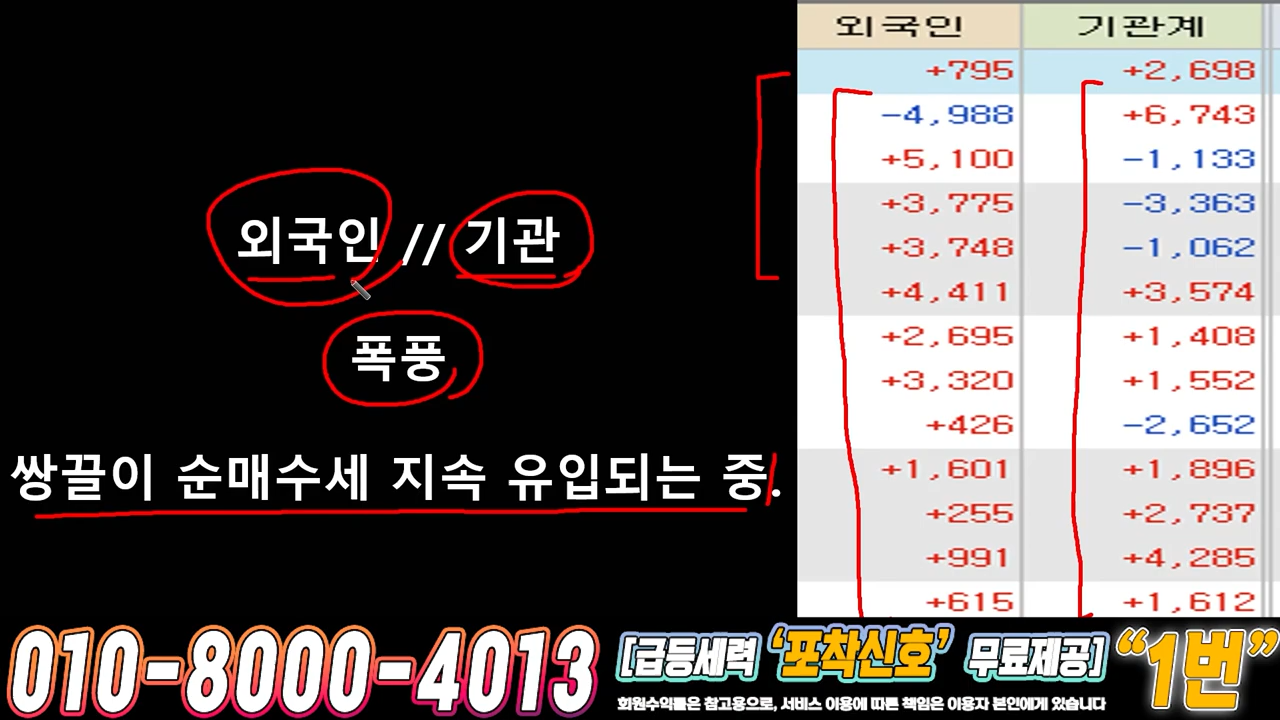 외국인 // 기관
폭풍
쌍끌이 순매수세 지속 유입되는 중.
외국인 기관계
+795 +2,698
-4,988 +6,743
+5,100 -1,133
+3,775 -3,363
+3,748 -1,062
+4,411 +3,574
+2,695 +1,408
+3,320 +1,552
+426 -2,652
+1,601 +1,896
+255 +2,737
+991 +4,285
+615 +1,612
010-8000-4013
[급등세력 '포착신호' 무료제공] "1번"
회원수익률은 참고용으로, 서비스 이용에 따른 책임은 이용자 본인에게 있습니다